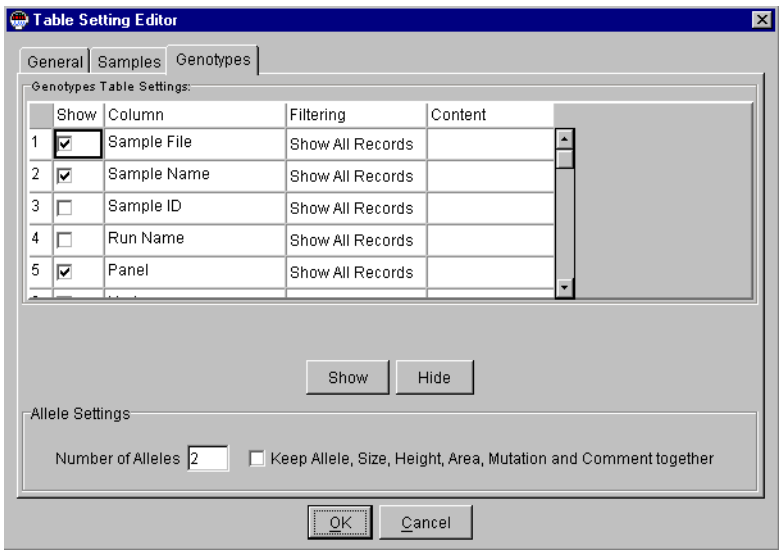 Table Setting Editor
General Samples Genotypes
Genotypes Table Settings:
Show Column Filtering Content
1 Sample File Show All Records
2 Sample Name Show All Records
3 Sample ID Show All Records
4 Run Name Show All Records
5 Panel Show All Records
Show Hide
Allele Settings
Number of Alleles 2 Keep Allele, Size, Height, Area, Mutation and Comment together
OK Cancel